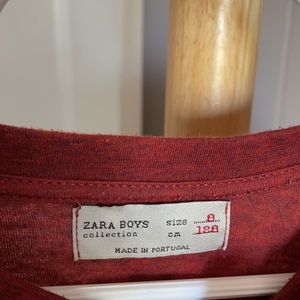 ZARA BOYS size ........8
collection cm ........128
MADE IN PORTUGAL